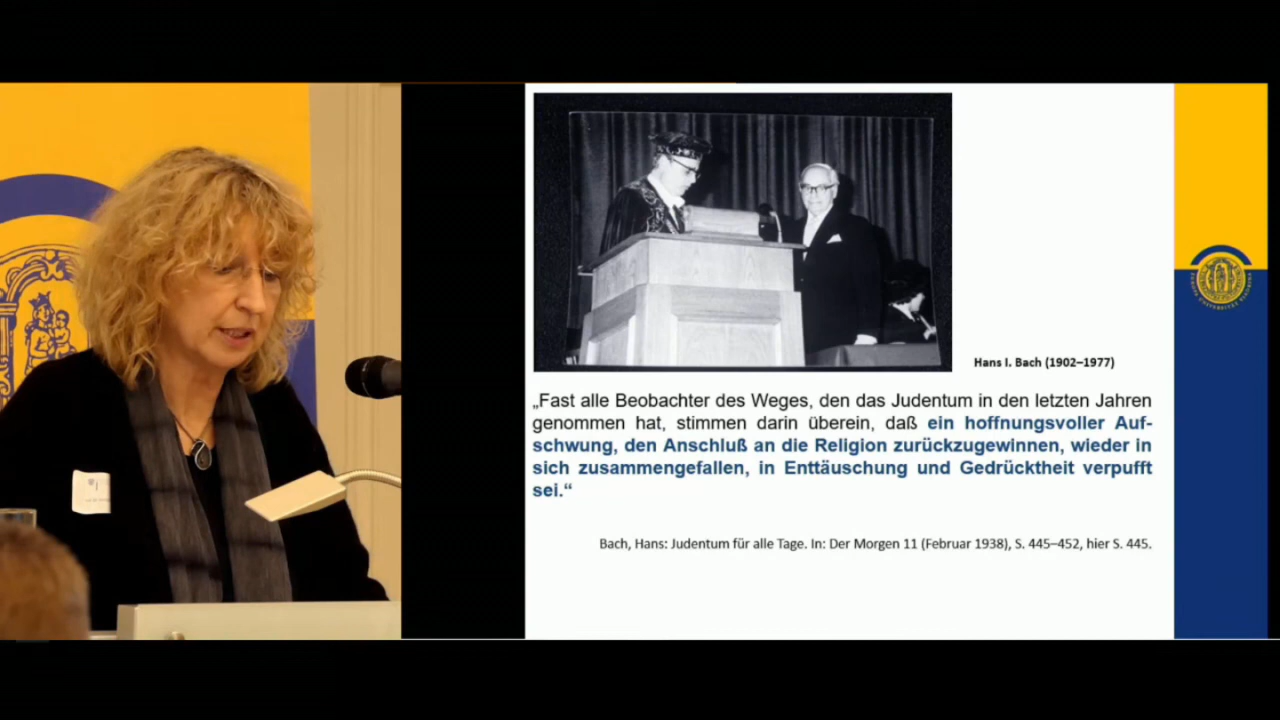 Hans I. Bach (1902–1977)
„Fast alle Beobachter des Weges, den das Judentum in den letzten Jahren
genommen hat, stimmen darin überein, daß ein hoffnungsvoller Auf-
schwung, den Anschluß an die Religion zurückzugewinnen, wieder in
sich zusammengefallen, in Enttäuschung und Gedrücktheit verpufft
sei.“
Bach, Hans: Judentum für alle Tage. In: Der Morgen 11 (Februar 1938), S. 445–452, hier S. 445.